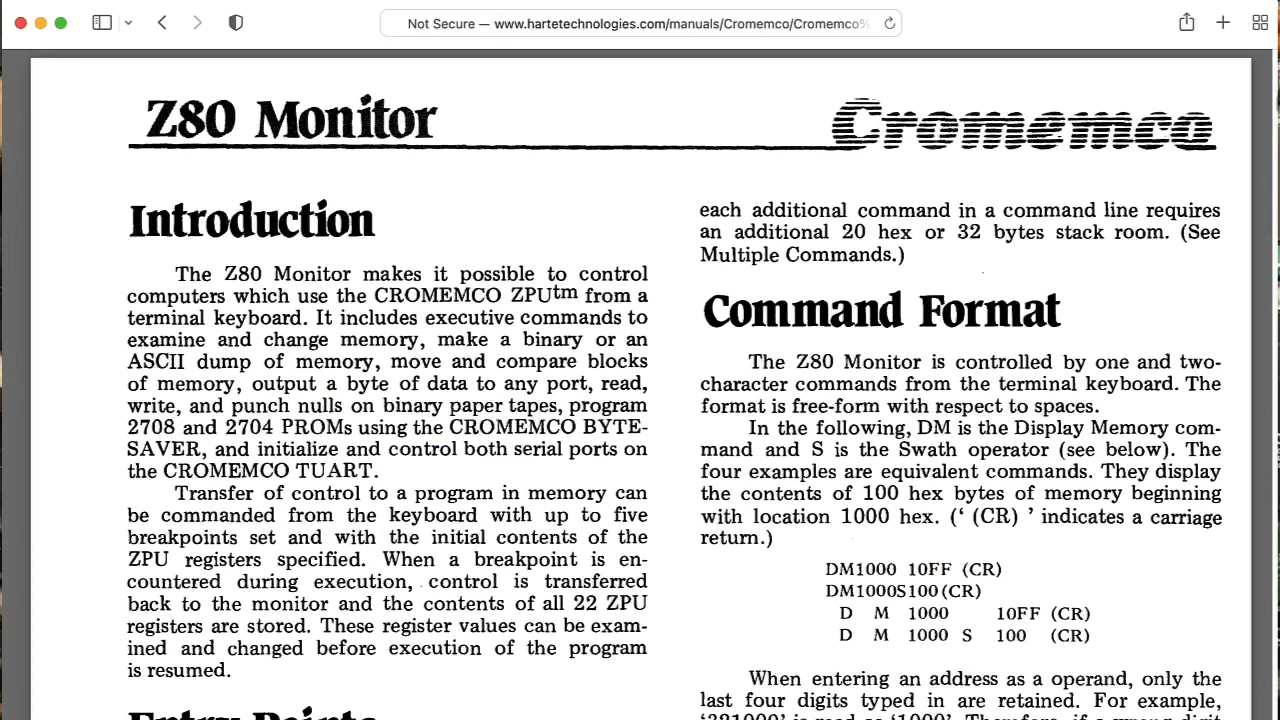 Not Secure — www.hartetechnologies.com/manuals/Cromemco/Cromemco%
Z80 Monitor
Cromemco
Introduction
The Z80 Monitor makes it possible to control
computers which use the CROMEMCO ZPUtm from a
terminal keyboard. It includes executive commands to
examine and change memory, make a binary or an
ASCII dump of memory, move and compare blocks
of memory, output a byte of data to any port, read,
write, and punch nulls on binary paper tapes, program
2708 and 2704 PROMs using the CROMEMCO BYTE-
SAVER, and initialize and control both serial ports on
the CROMEMCO TUART.
Transfer of control to a program in memory can
be commanded from the keyboard with up to five
breakpoints set and with the initial contents of the
ZPU registers specified. When a breakpoint is en-
countered during execution, control is transferred
back to the monitor and the contents of all 22 ZPU
registers are stored. These register values can be exam-
ined and changed before execution of the program
is resumed.
Entry Points
each additional command in a command line requires
an additional 20 hex or 32 bytes stack room. (See
Multiple Commands.)
Command Format
The Z80 Monitor is controlled by one and two-
character commands from the terminal keyboard. The
format is free-form with respect to spaces.
In the following, DM is the Display Memory com-
mand and S is the Swath operator (see below). The
four examples are equivalent commands. They display
the contents of 100 hex bytes of memory beginning
with location 1000 hex. (‘ (CR) ’ indicates a carriage
return.)
DM1000 10FF (CR)
DM1000S100(CR)
D M 1000 10FF (CR)
D M 1000 S 100 (CR)
When entering an address as a operand, only the
last four digits typed in are retained. For example,
‘321000’ is read as ‘1000’. Therefore, if a wrong digit